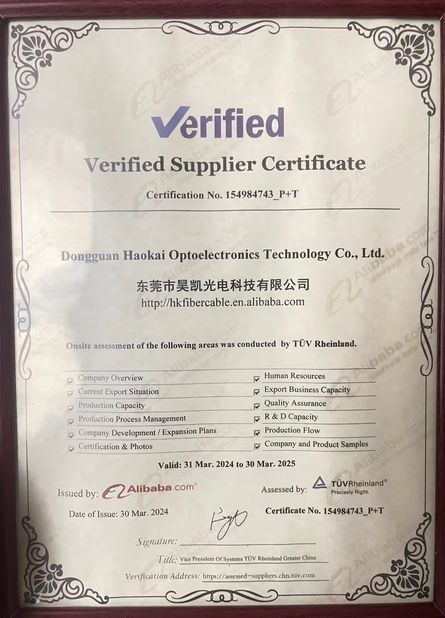 Verified
Verified Supplier Certificate
Certification No. 154984743_P+T
Dongguan Haokai Optoelectronics Technology Co., Ltd.
东莞市昊凯光电科技有限公司
http://hkfibercable.en.alibaba.com
Onsite assessment of the following areas was conducted by TÜV Rheinland.
Company Overview
Current Export Situation
Production Capacity
Production Process Management
Company Development / Expansion Plans
Certification & Photos
Human Resources
Export Business Capacity
Quality Assurance
R & D Capacity
Production Flow
Company and Product Samples
Valid: 31 Mar. 2024 to 30 Mar. 2025
Issued by: Alibaba.com®
Assessed by: TÜVRheinland®
Precisely Right.
Date of Issue: 30 Mar. 2024
Certificate No. 154984743_P+T
Signature:
Title: Vice President Of Systems TÜV Rheinland Greater China
Verification Address: https://assessed-suppliers.chn.tuv.com